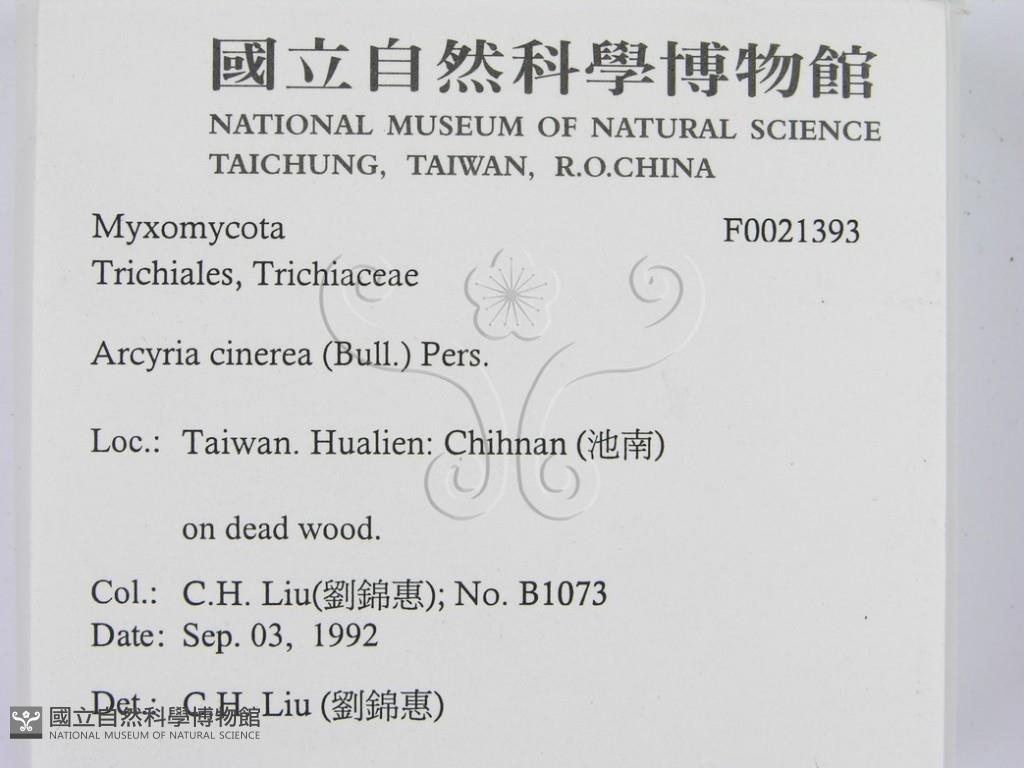 國立自然科學博物館
NATIONAL MUSEUM OF NATURAL SCIENCE
TAICHUNG, TAIWAN, R.O.CHINA
Myxomycota F0021393
Trichiales, Trichiaceae
Arcyria cinerea (Bull.) Pers.
Loc.: Taiwan. Hualien: Chihnan (池南)
on dead wood.
Col.: C.H. Liu(劉錦惠); No. B1073
Date: Sep. 03, 1992
Det.: C.H. Liu (劉錦惠)
國立自然科學博物館
NATIONAL MUSEUM OF NATURAL SCIENCE